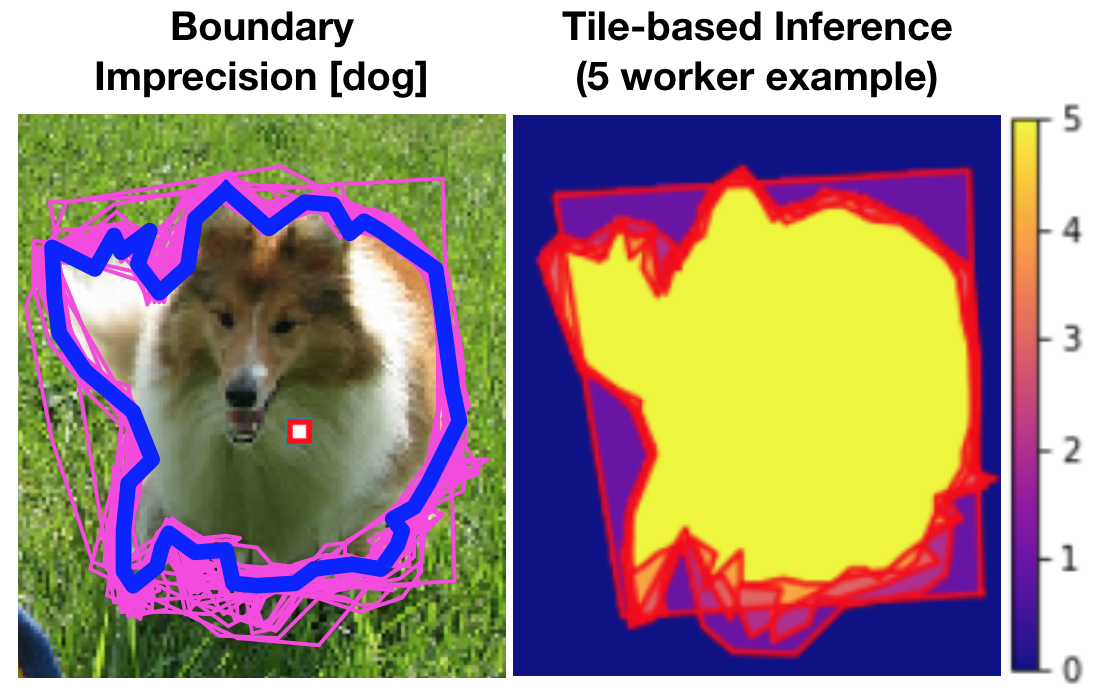 Boundary
Imprecision [dog]
Tile-based Inference
(5 worker example)
5
4
3
2
1
0